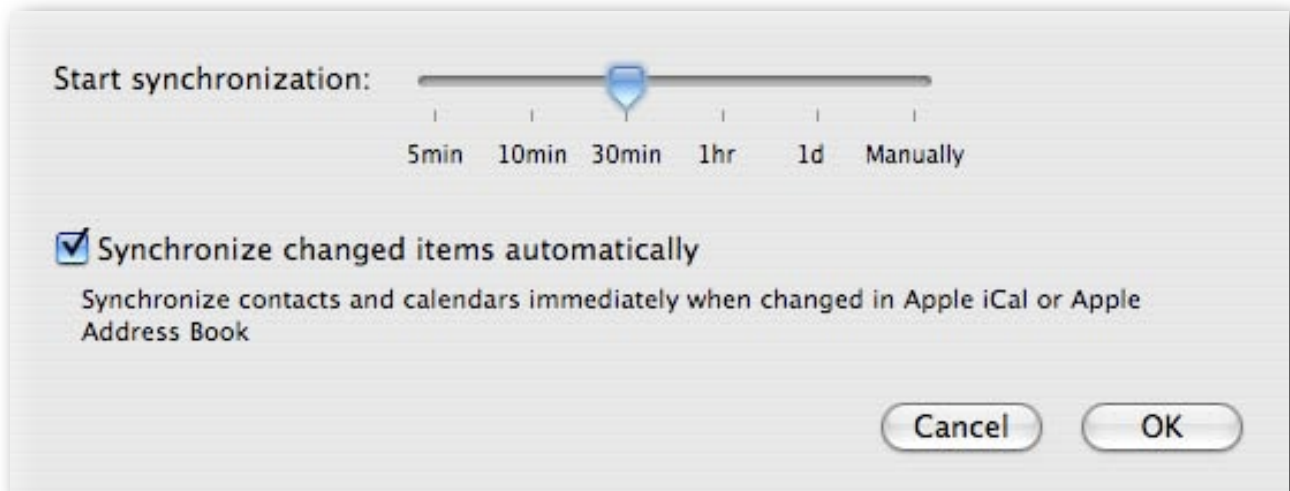 Start synchronization:
5min 10min 30min 1hr 1d Manually
Synchronize changed items automatically
Synchronize contacts and calendars immediately when changed in Apple iCal or Apple
Address Book
Cancel OK